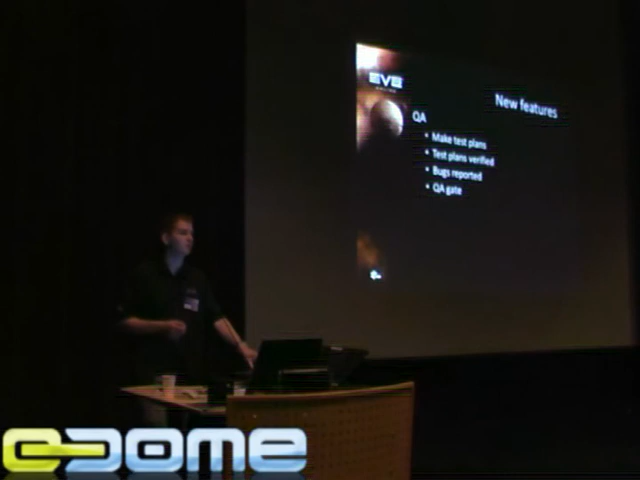 EVE
New features
QA
• Make test plans
• Test plans verified
• Bugs reported
• QA gate
e-dome